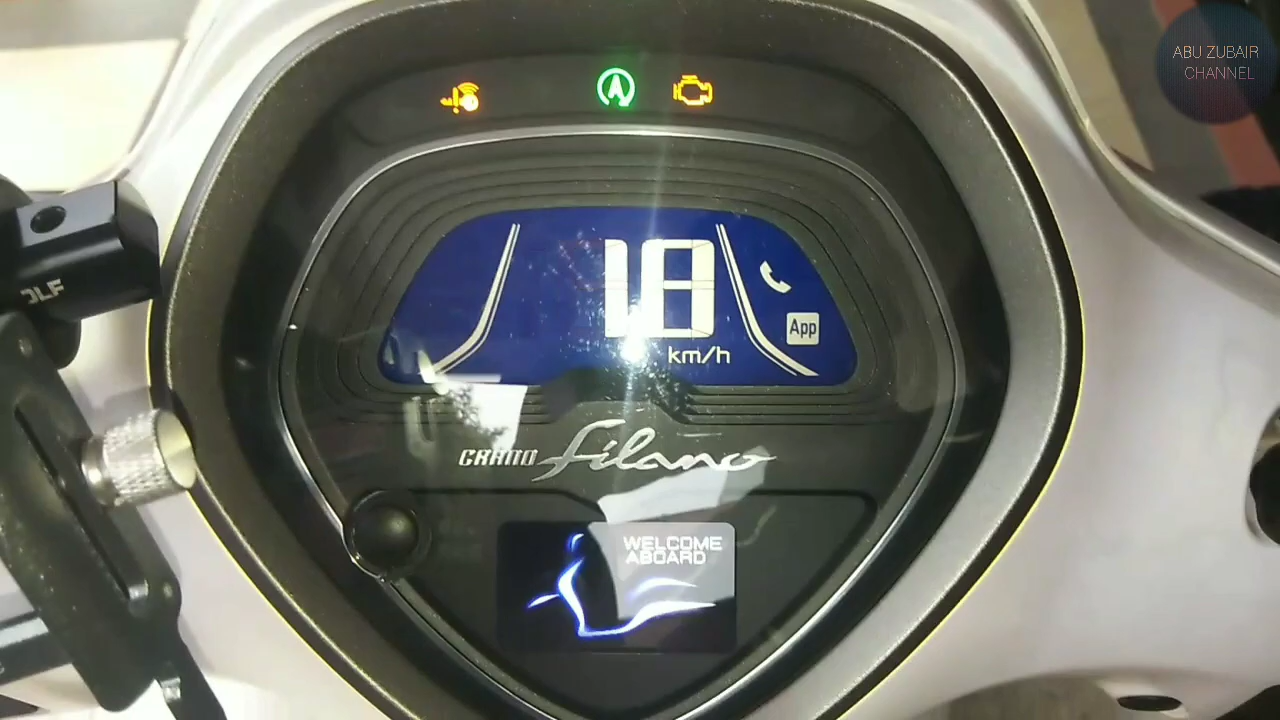 ABU ZUBAIR
CHANNEL
A
18
km/h
App
GRAND Filano
WELCOME
ABOARD